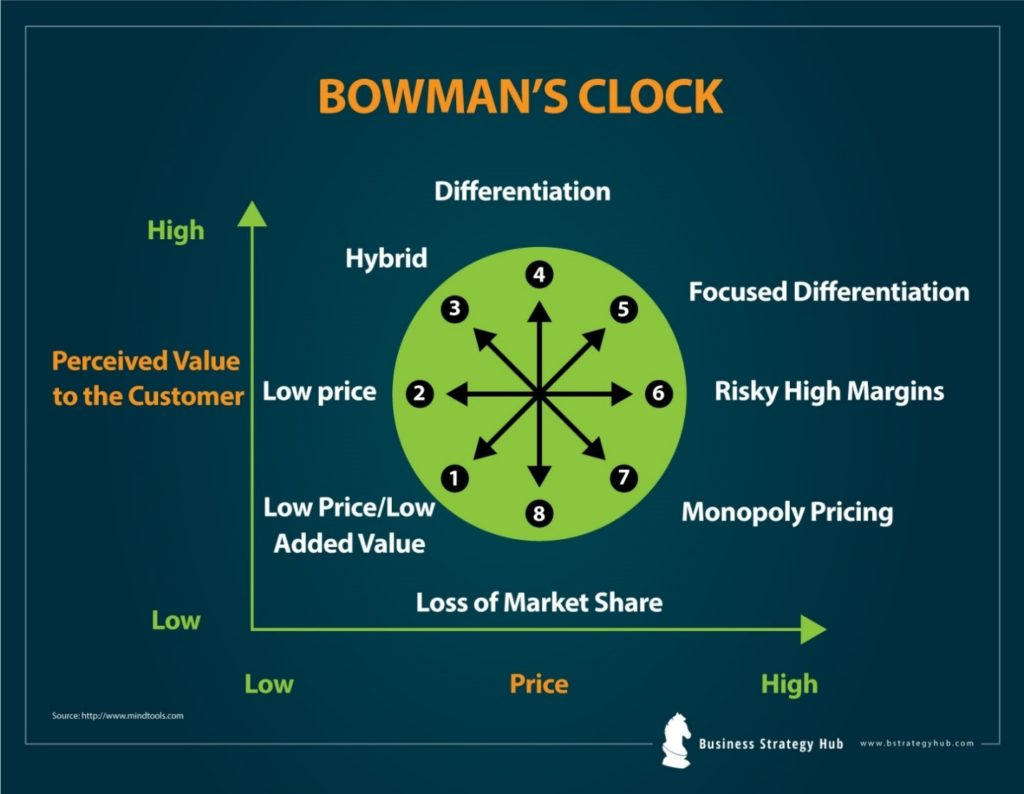 BOWMAN'S CLOCK
Differentiation
High
Hybrid
4
3
5
Focused Differentiation
Perceived Value
to the Customer
Low price
2
6
Risky High Margins
1
7
Low Price/Low
Added Value
8
Monopoly Pricing
Loss of Market Share
Low
Low
Price
High
Source: http://www.mindtools.com
Business Strategy Hub
www.bstrategyhub.com